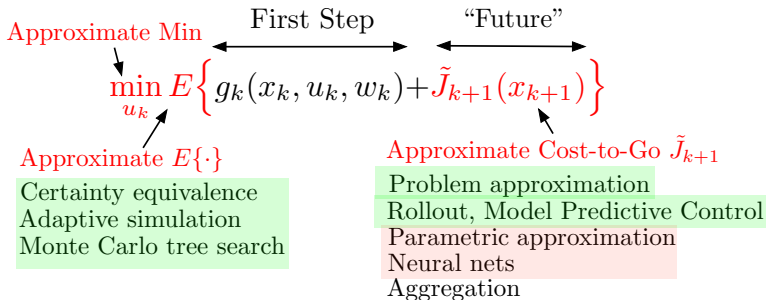 First Step
“Future”
Approximate Min
min_{u_k} E{g_k(x_k, u_k, w_k)+J̃_{k+1}(x_{k+1})}
Approximate E{·}
Certainty equivalence
Adaptive simulation
Monte Carlo tree search
Approximate Cost-to-Go J̃_{k+1}
Problem approximation
Rollout, Model Predictive Control
Parametric approximation
Neural nets
Aggregation